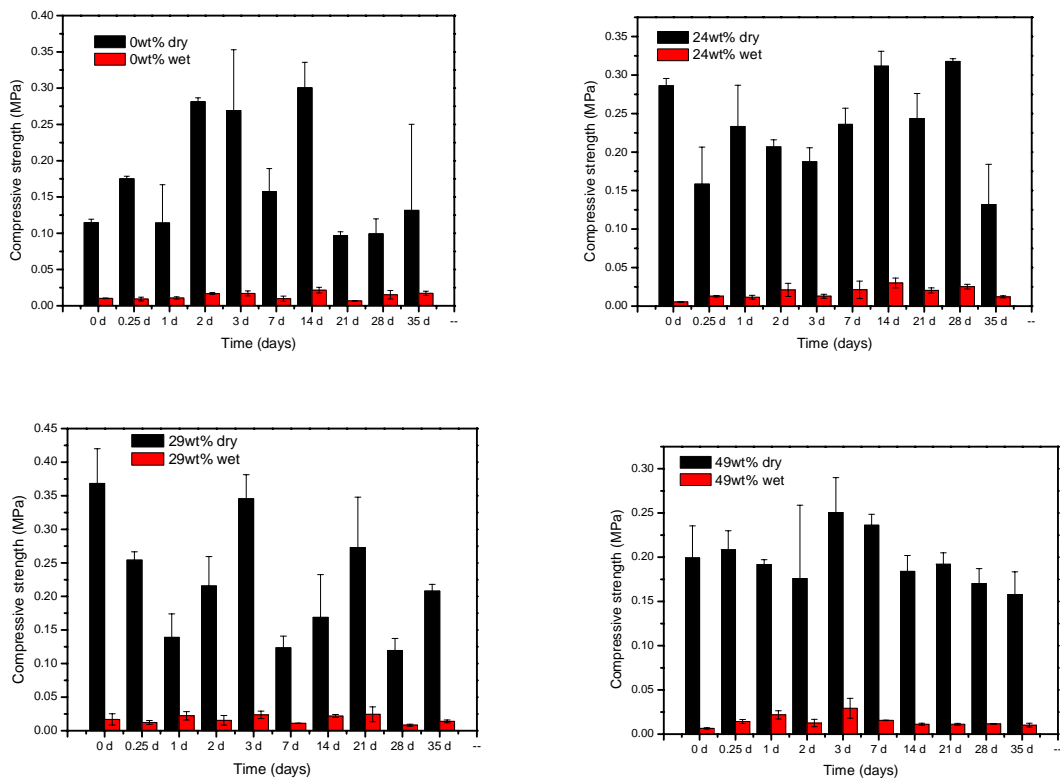 0.40
0.35
0.30
0.25
0.20
0.15
0.10
0.05
0.00
Compressive strength (MPa)
0wt% dry
0wt% wet
0 d 0.25 d 1 d 2 d 3 d 7 d 14 d 21 d 28 d 35 d --
Time (days)
0.35
0.30
0.25
0.20
0.15
0.10
0.05
0.00
Compressive strength (MPa)
24wt% dry
24wt% wet
0 d 0.25 d 1 d 2 d 3 d 7 d 14 d 21 d 28 d 35 d --
Time (days)
0.45
0.40
0.35
0.30
0.25
0.20
0.15
0.10
0.05
0.00
Compressive strength (MPa)
29wt% dry
29wt% wet
0 d 0.25 d 1 d 2 d 3 d 7 d 14 d 21 d 28 d 35 d --
Time (days)
0.30
0.25
0.20
0.15
0.10
0.05
0.00
Compressive strength (MPa)
49wt% dry
49wt% wet
0 d 0.25 d 1 d 2 d 3 d 7 d 14 d 21 d 28 d 35 d --
Time (days)